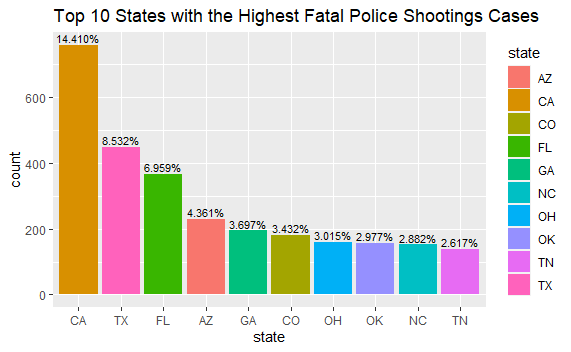 Top 10 States with the Highest Fatal Police Shootings Cases
14.410%
8.532%
6.959%
4.361%
3.697%
3.432%
3.015%
2.977%
2.882%
2.617%
600
400
200
0
count
CA TX FL AZ GA CO OH OK NC TN
state
state
AZ
CA
CO
FL
GA
NC
OH
OK
TN
TX